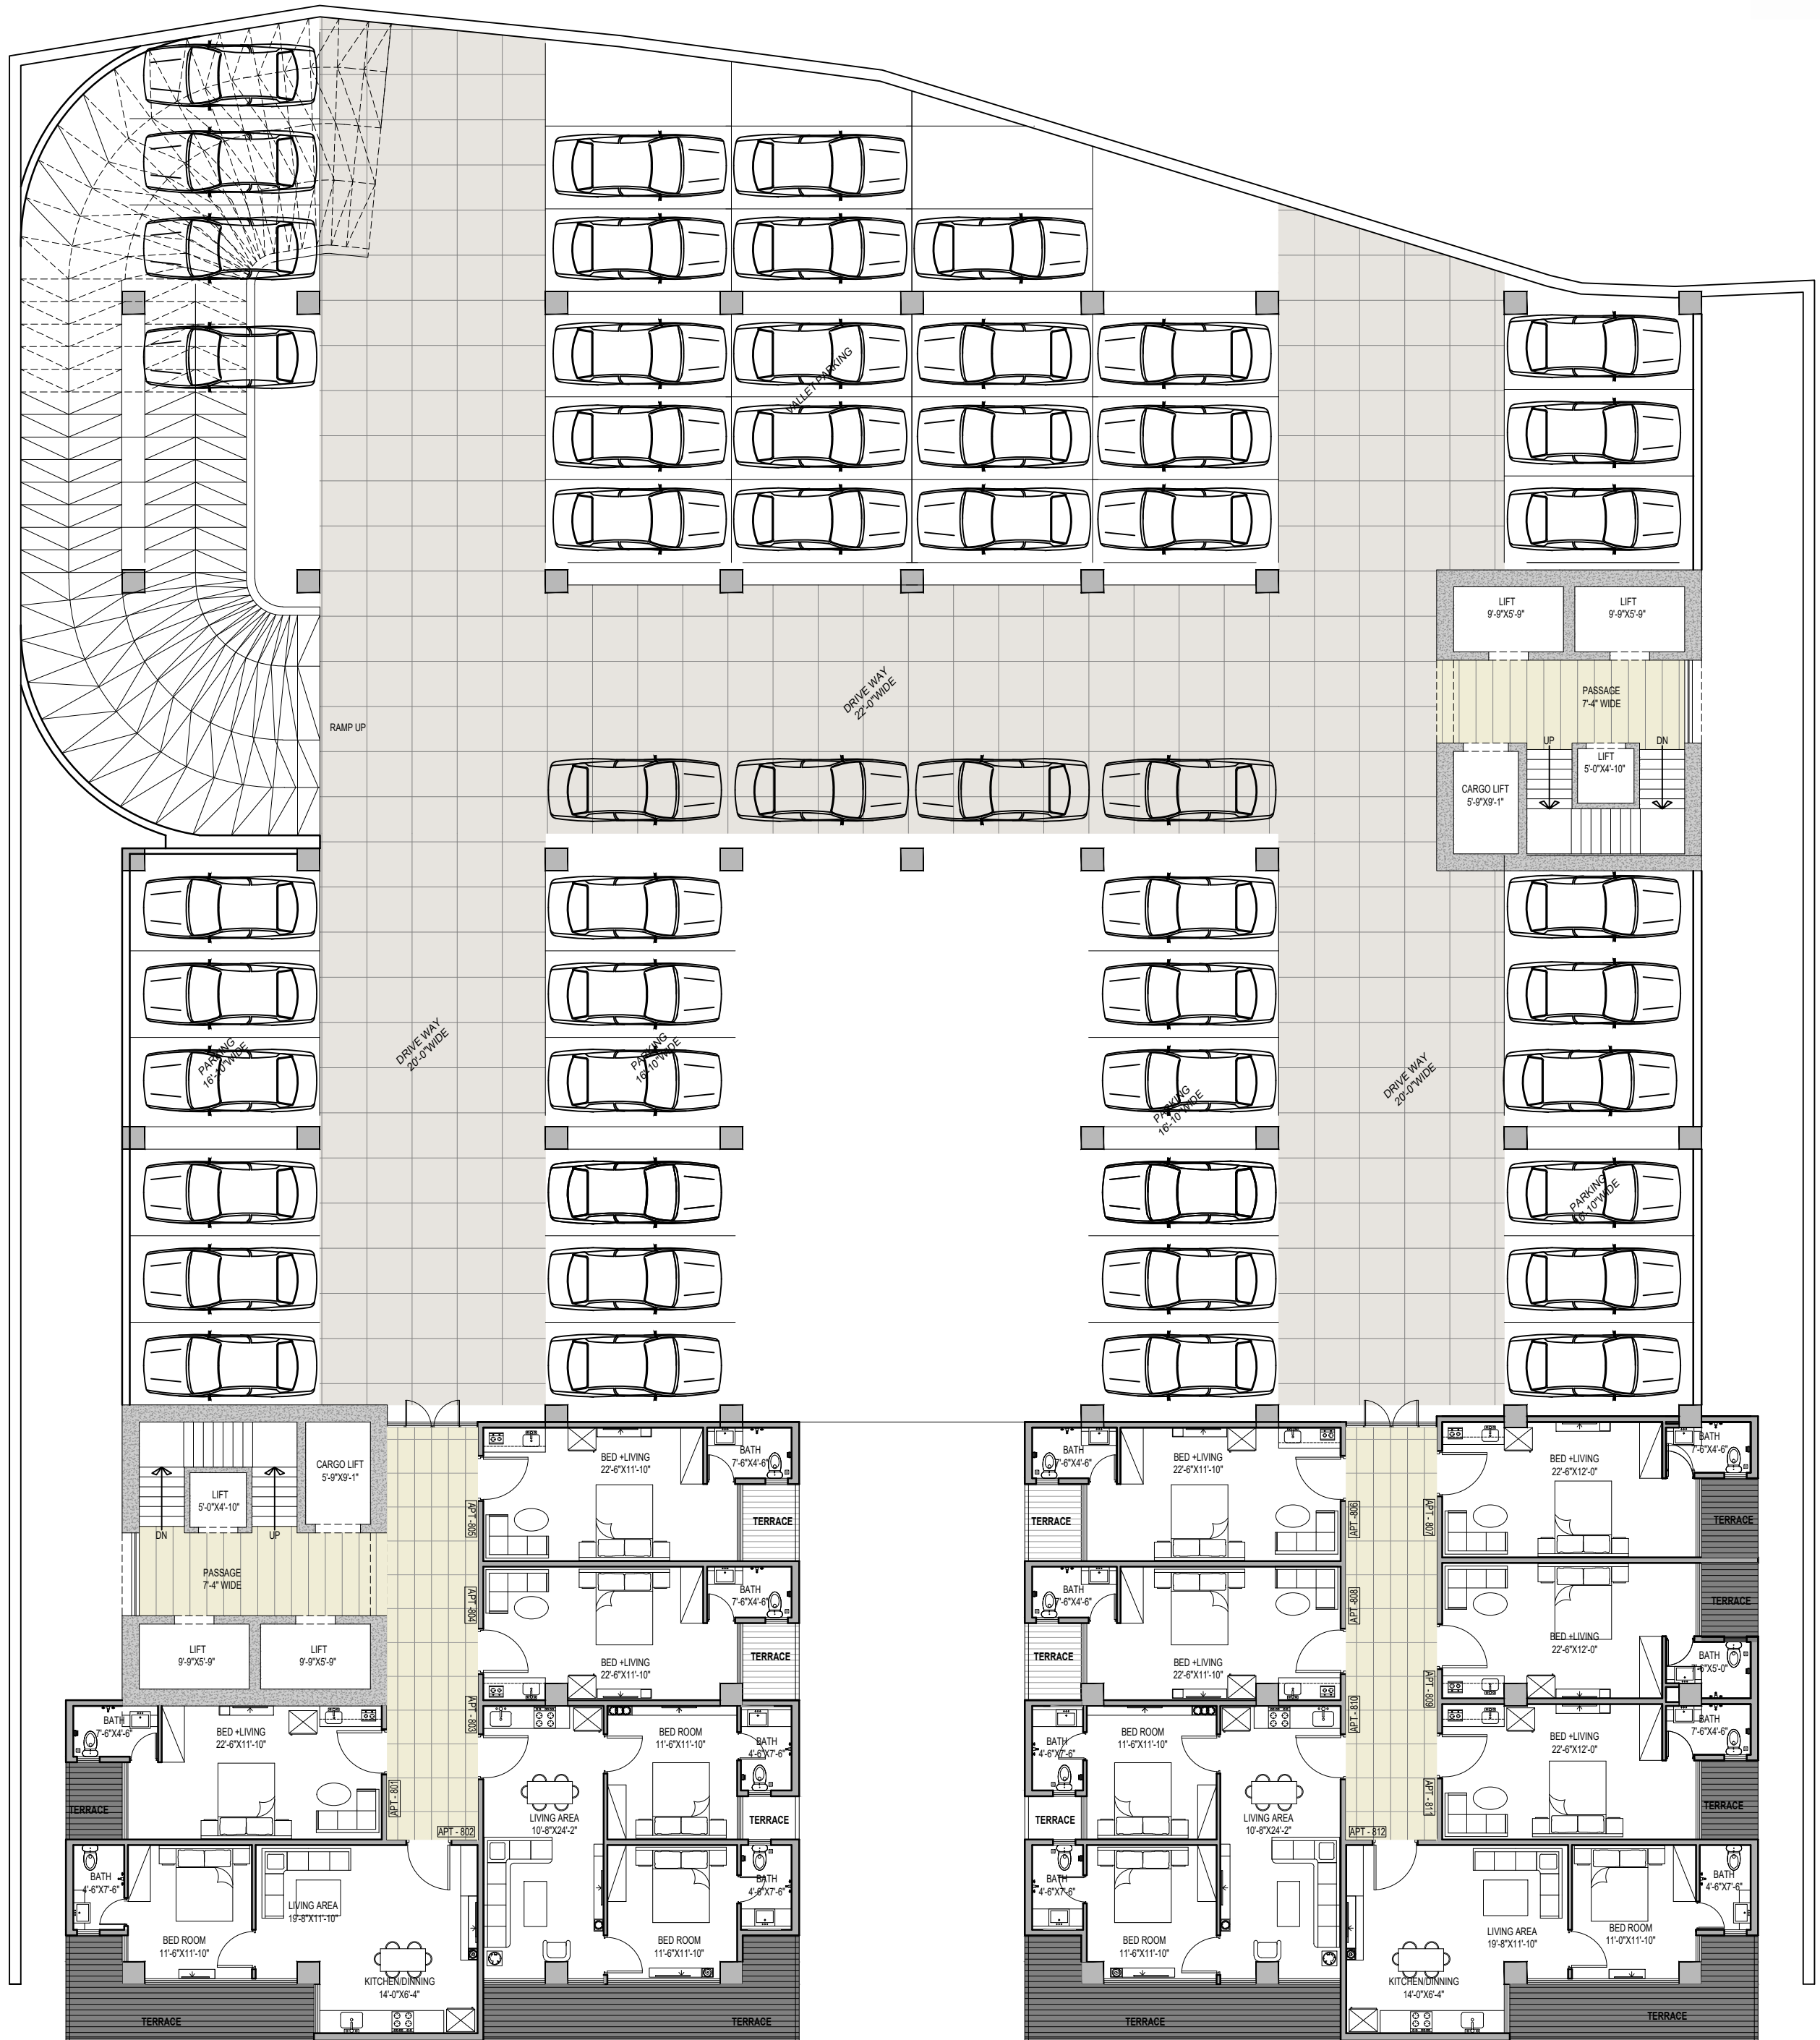 VALLET PARKING
LIFT
9'-9"X5'-9"
LIFT
9'-9"X5'-9"
DRIVE WAY
22'-0"WIDE
PASSAGE
7'-4" WIDE
RAMP UP
UP
DN
LIFT
5'-0"X4'-10"
CARGO LIFT
5'-9"X9'-1"
PARKING
16'-10"WIDE
DRIVE WAY
20'-0"WIDE
PARKING
16'-10"WIDE
PARKING
16'-10"WIDE
DRIVE WAY
20'-0"WIDE
PARKING
16'-10"WIDE
CARGO LIFT
5'-9"X9'-1"
LIFT
5'-0"X4'-10"
DN
UP
PASSAGE
7'-4" WIDE
LIFT
9'-9"X5'-9"
LIFT
9'-9"X5'-9"
APT -805
BED +LIVING
22'-6"X11'-10"
BATH
7'-6"X4'-6"
TERRACE
APT -804
BATH
7'-6"X4'-6"
BED +LIVING
22'-6"X11'-10"
TERRACE
APT -803
BATH
7'-6"X4'-6"
BED +LIVING
22'-6"X11'-10"
TERRACE
APT -801
APT - 802
BED ROOM
11'-6"X11'-10"
BATH
4'-6"X7'-6"
LIVING AREA
10'-8"X24'-2"
TERRACE
BATH
4'-6"X7'-6"
BED ROOM
11'-6"X11'-10"
BATH
4'-6"X7'-6"
LIVING AREA
19'-8"X11'-10"
BED ROOM
11'-6"X11'-10"
KITCHEN/DINNING
14'-0"X6'-4"
TERRACE
TERRACE
BATH
7'-6"X4'-6"
BED +LIVING
22'-6"X11'-10"
TERRACE
APT -806
APT -807
BED +LIVING
22'-6"X12'-0"
BATH
7'-6"X4'-6"
TERRACE
BATH
7'-6"X4'-6"
BED +LIVING
22'-6"X11'-10"
TERRACE
APT -808
TERRACE
BED +LIVING
22'-6"X12'-0"
BATH
7'-6"X5'-0"
APT -809
APT -810
BED ROOM
11'-6"X11'-10"
BATH
4'-6"X7'-6"
LIVING AREA
10'-8"X24'-2"
TERRACE
BED +LIVING
22'-6"X12'-0"
BATH
7'-6"X4'-6"
TERRACE
APT -811
APT - 812
BATH
4'-6"X7'-6"
BED ROOM
11'-6"X11'-10"
BATH
4'-6"X7'-6"
LIVING AREA
19'-8"X11'-10"
BED ROOM
11'-0"X11'-10"
KITCHEN/DINNING
14'-0"X6'-4"
TERRACE
TERRACE